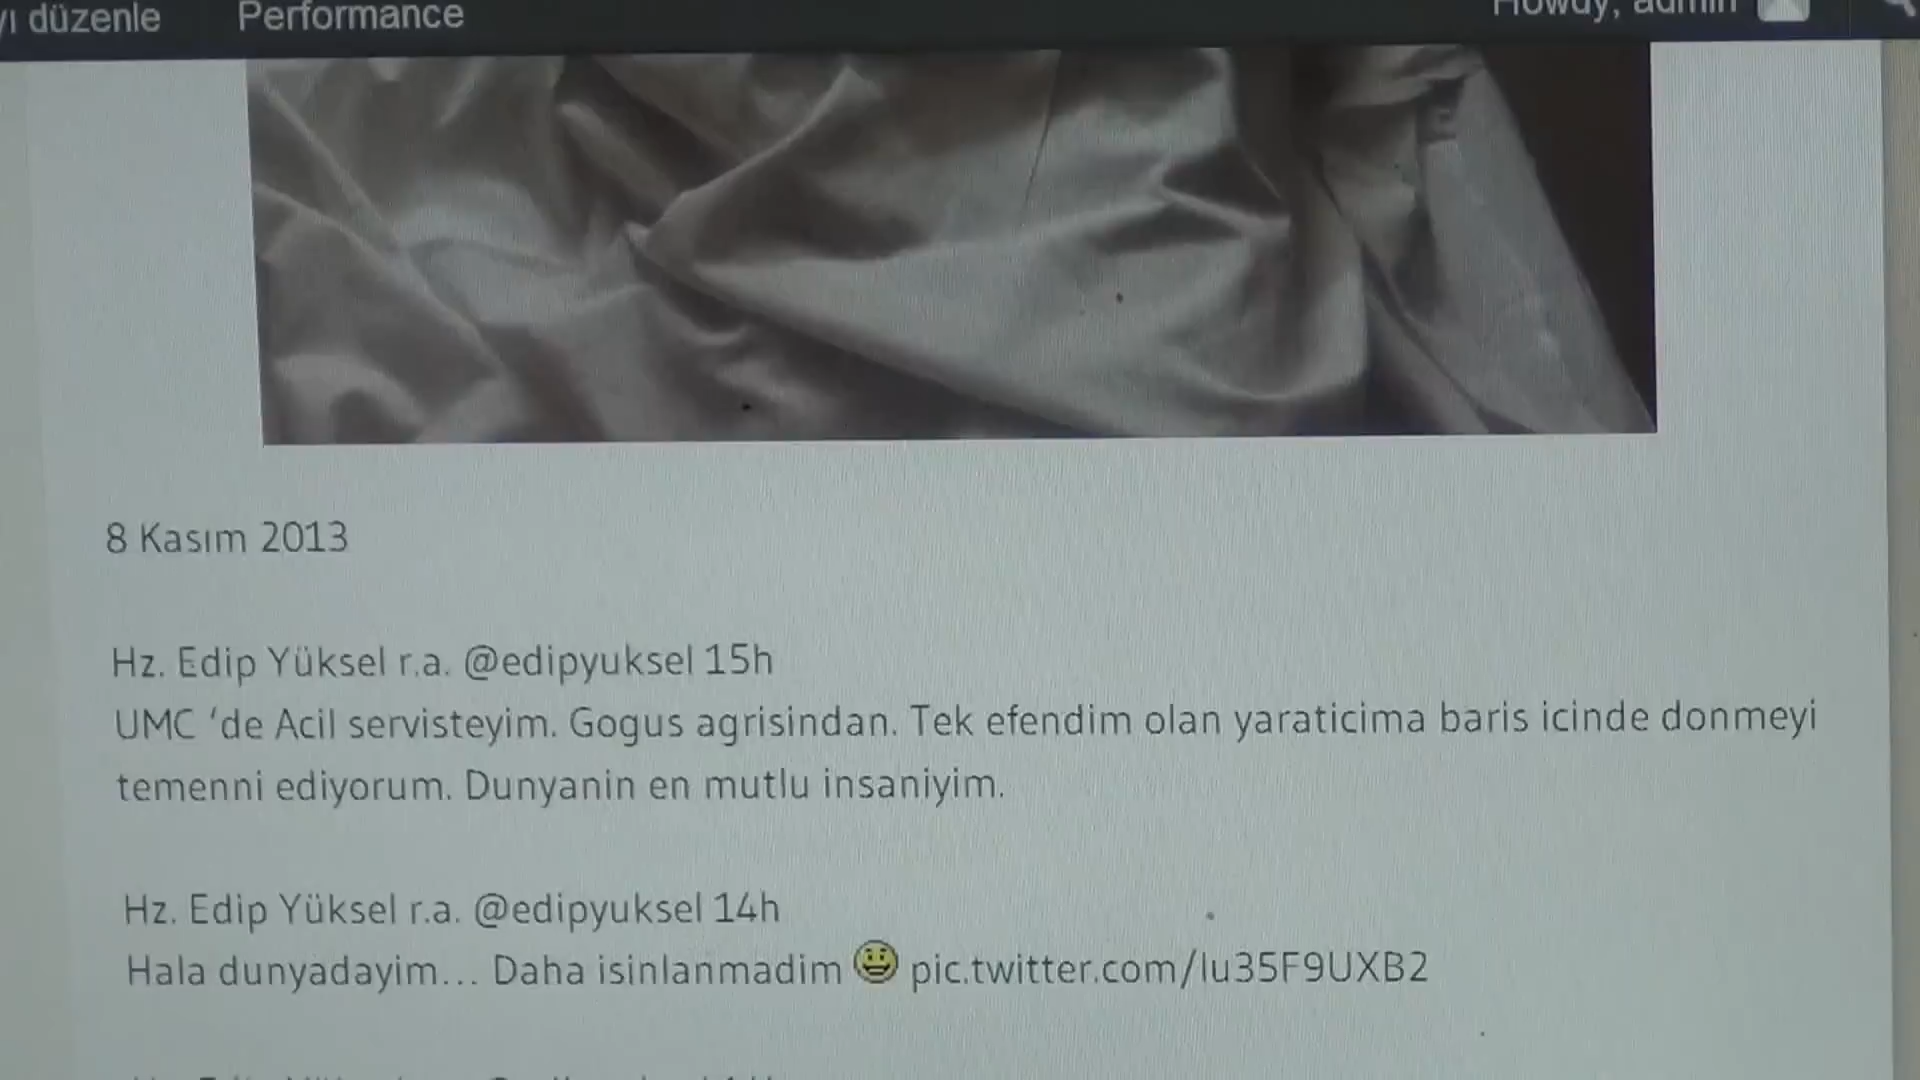 düzenle Performance Howdy, admin
8 Kasım 2013
Hz. Edip Yüksel r.a. @edipyuksel 15h
UMC ‘de Acil servisteyim. Gogus agrisindan. Tek efendim olan yaraticima baris icinde donmeyi
temenni ediyorum. Dunyanin en mutlu insaniyim.
Hz. Edip Yüksel r.a. @edipyuksel 14h
Hala dunyadayim... Daha isinlanmadim 😀 pic.twitter.com/lu35F9UXB2